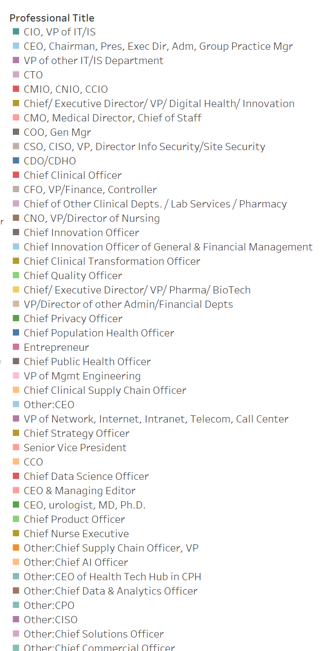 Professional Title
CIO, VP of IT/IS
CEO, Chairman, Pres, Exec Dir, Adm, Group Practice Mgr
VP of other IT/IS Department
CTO
CMIO, CNIO, CCIO
Chief/ Executive Director/ VP/ Digital Health/ Innovation
CMO, Medical Director, Chief of Staff
COO, Gen Mgr
CSO, CISO, VP, Director Info Security/Site Security
CDO/CDHO
Chief Clinical Officer
CFO, VP/Finance, Controller
Chief of Other Clinical Depts. / Lab Services / Pharmacy
CNO, VP/Director of Nursing
Chief Innovation Officer
Chief Innovation Officer of General & Financial Management
Chief Clinical Transformation Officer
Chief Quality Officer
Chief/ Executive Director/ VP/ Pharma/ BioTech
VP/Director of other Admin/Financial Depts
Chief Privacy Officer
Chief Population Health Officer
Entrepreneur
Chief Public Health Officer
VP of Mgmt Engineering
Chief Clinical Supply Chain Officer
Other:CEO
VP of Network, Internet, Intranet, Telecom, Call Center
Chief Strategy Officer
Senior Vice President
CCO
Chief Data Science Officer
CEO & Managing Editor
CEO, urologist, MD, Ph.D.
Chief Product Officer
Chief Nurse Executive
Other:Chief Supply Chain Officer, VP
Other:Chief AI Officer
Other:CEO of Health Tech Hub in CPH
Other:Chief Data & Analytics Officer
Other:CPO
Other:CISO
Other:Chief Solutions Officer
Other:Chief Commercial Officer